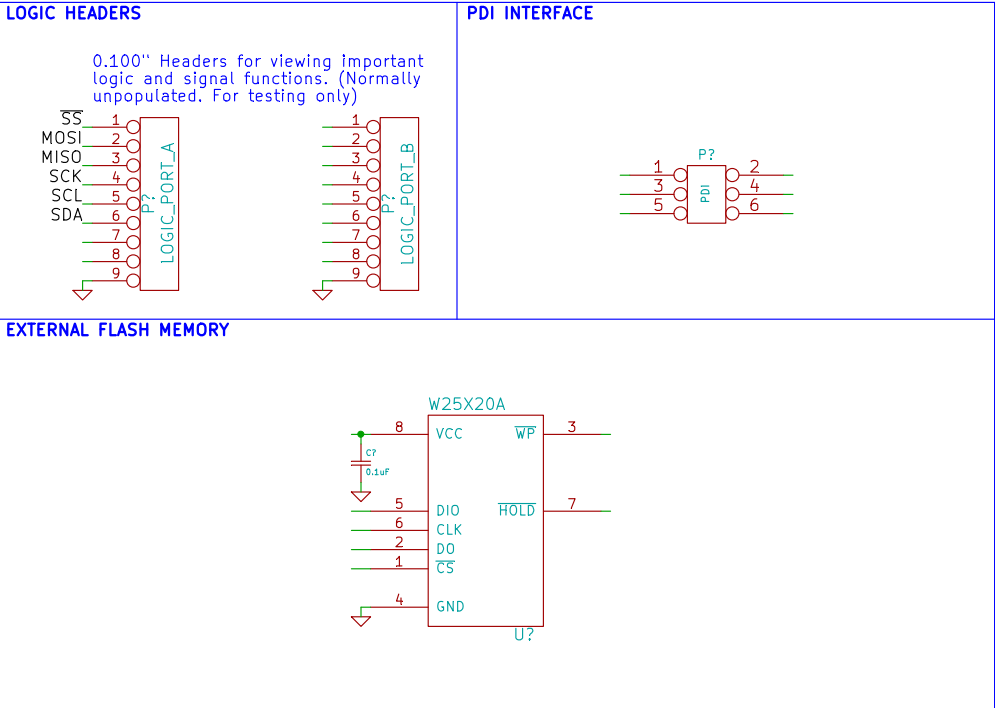 LOGIC HEADERS
0.100" Headers for viewing important
logic and signal functions. (Normally
unpopulated. For testing only)
SS 1
MOSI 2
MISO 3
SCK 4
SCL 5
SDA 6
7
8
9
P?
LOGIC_PORT_A
1
2
3
4
5
6
7
8
9
P?
LOGIC_PORT_B
PDI INTERFACE
P?
1 2
3 4
5 6
PDI
EXTERNAL FLASH MEMORY
W25X20A
8 VCC WP 3
C?
0.1uF
5 DIO HOLD 7
6 CLK
2 DO
1 CS
4 GND
U?